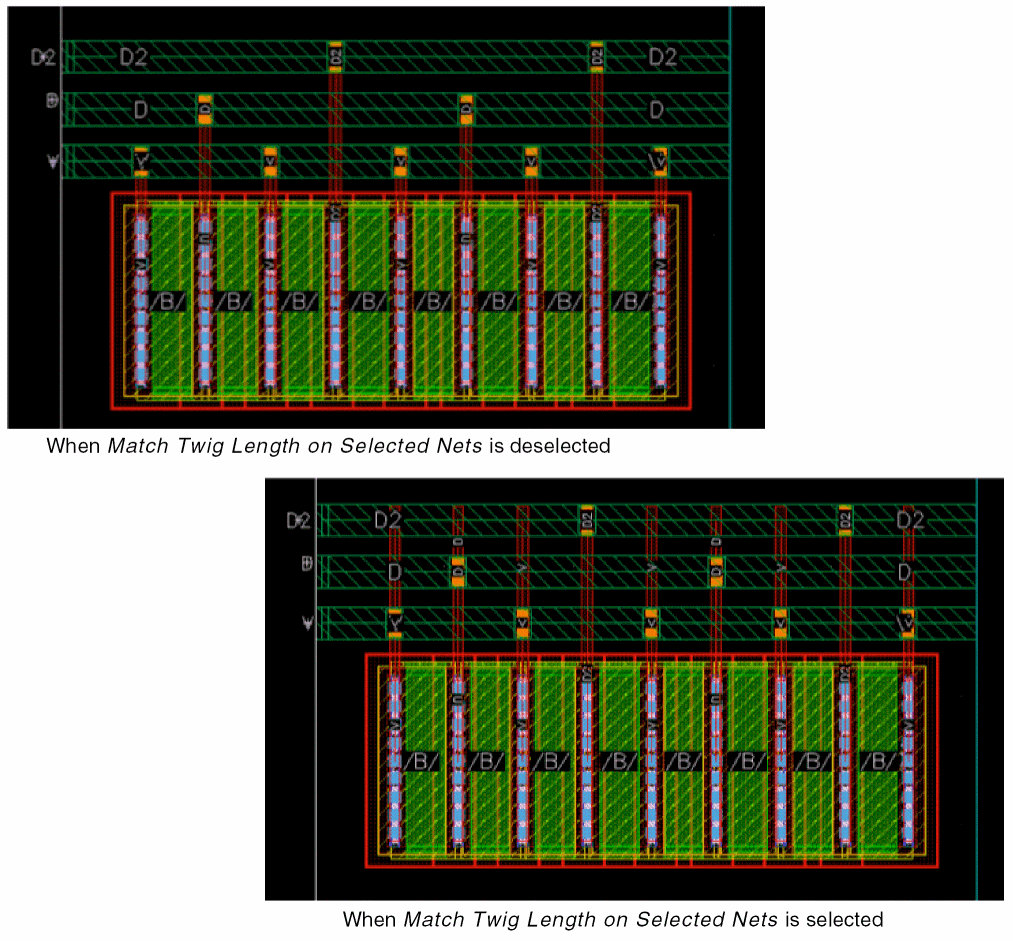 D2 D2 D2 D2 D2
D D D D
V V V V V
D2 D2
V V V V
/B/ /B/ /B/ /B/ /B/ /B/ /B/ /B/
When Match Twig Length on Selected Nets is deselected
D2 D2 D2 D2 D2
D D
D D D V V V D
V V V V V
D2 D2
V V V V
/B/ /B/ /B/ /B/ /B/ /B/ /B/ /B/
When Match Twig Length on Selected Nets is selected